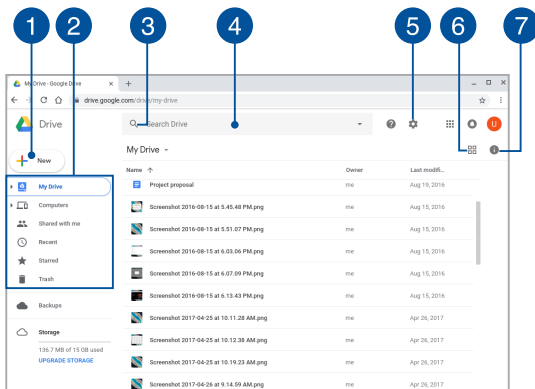 1 2 3 4 5 6 7
My Drive - Google Drive
drive.google.com/drive/my-drive
Drive
Search Drive
U
New
My Drive
Name Owner Last modifi...
My Drive
Computers
Shared with me
Recent
Starred
Trash
Backups
Storage
136.7 MB of 15 GB used
UPGRADE STORAGE
Project proposal me Aug 19, 2016
Screenshot 2016-08-15 at 5.45.48 PM.png me Aug 15, 2016
Screenshot 2016-08-15 at 5.51.07 PM.png me Aug 15, 2016
Screenshot 2016-08-15 at 6.03.06 PM.png me Aug 15, 2016
Screenshot 2016-08-15 at 6.07.09 PM.png me Aug 15, 2016
Screenshot 2016-08-15 at 6.13.43 PM.png me Aug 15, 2016
Screenshot 2017-04-25 at 10.11.28 AM.png me Apr 26, 2017
Screenshot 2017-04-25 at 10.12.38 AM.png me Apr 26, 2017
Screenshot 2017-04-25 at 10.19.23 AM.png me Apr 26, 2017
Screenshot 2017-04-26 at 9.14.59 AM.png me Apr 26, 2017